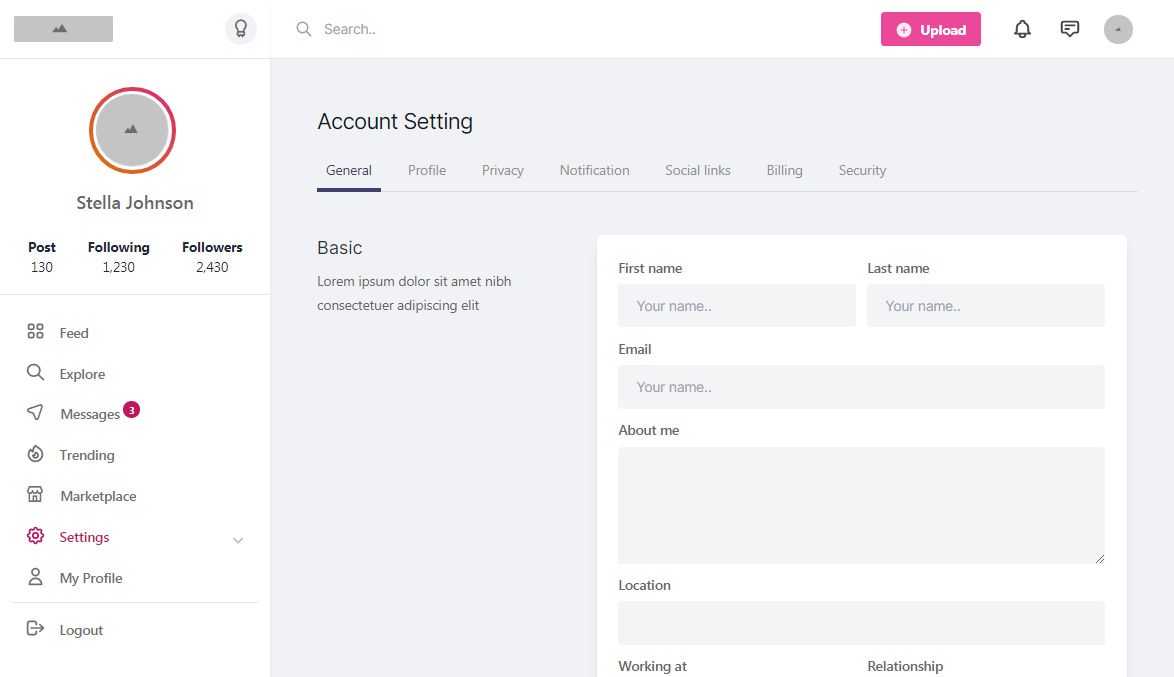 Search..
Upload
Stella Johnson
Post Following Followers
130 1,230 2,430
Feed
Explore
Messages 3
Trending
Marketplace
Settings
My Profile
Logout
Account Setting
General Profile Privacy Notification Social links Billing Security
Basic
Lorem ipsum dolor sit amet nibh
consectetuer adipiscing elit
First name Last name
Your name.. Your name..
Email
Your name..
About me
Location
Working at Relationship